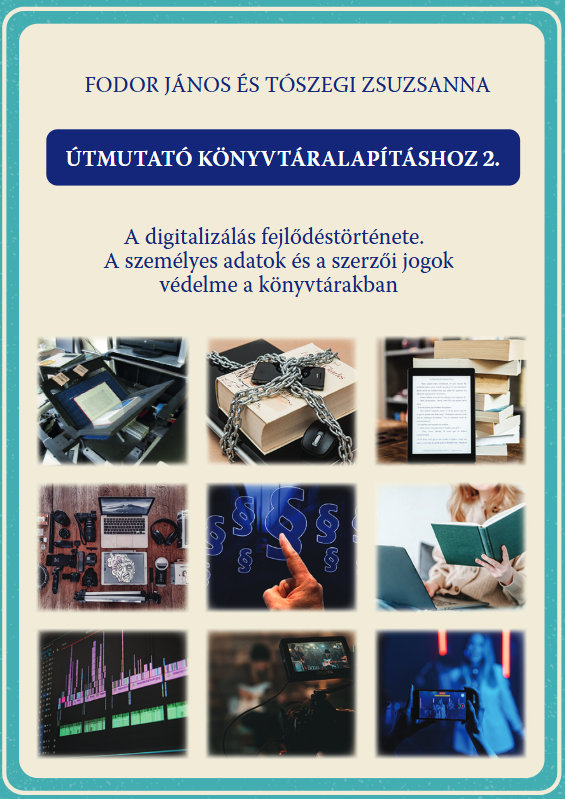 FODOR JÁNOS ÉS TÓSZEGI ZSUZSANNA
ÚTMUTATÓ KÖNYVTÁRALAPÍTÁSHOZ 2.
A digitalizálás fejlődéstörténete.
A személyes adatok és a szerzői jogok
védelme a könyvtárakban